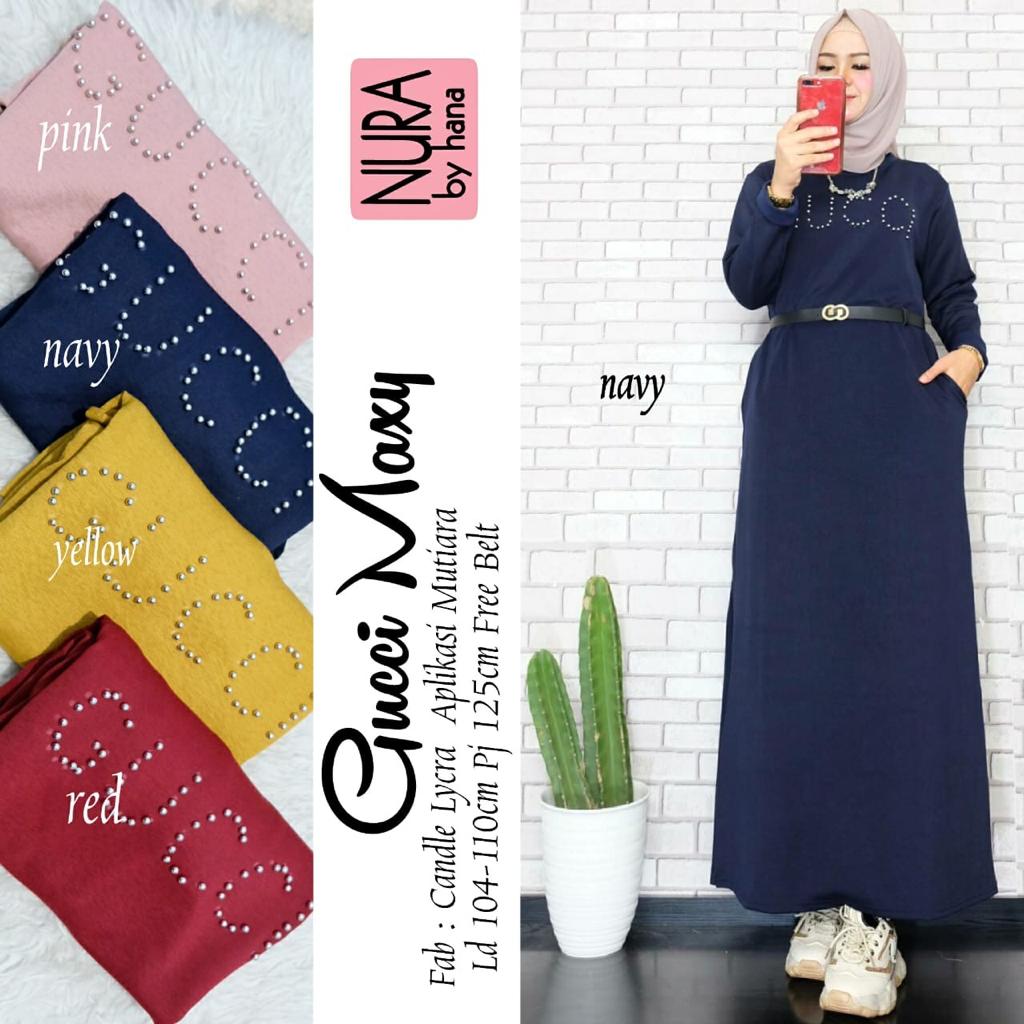 pink
navy
yellow
red
NURA
by hana
Gucci Maxy
Fab : Candle Lycra Aplikasi Mutiara
Ld 104-110cm Pj 125cm Free Belt
navy